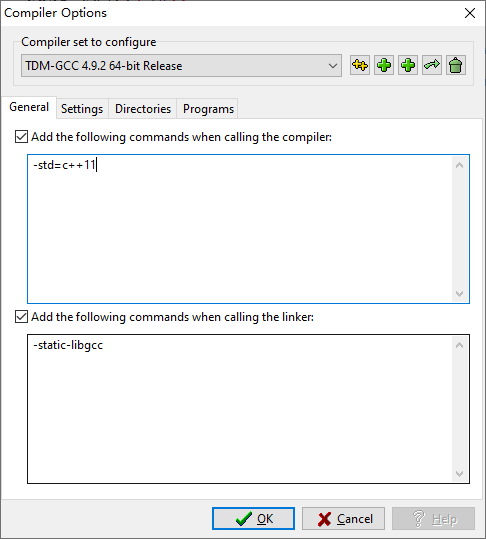 Compiler Options
Compiler set to configure
TDM-GCC 4.9.2 64-bit Release
General Settings Directories Programs
Add the following commands when calling the compiler:
-std=c++11
Add the following commands when calling the linker:
-static-libgcc
OK Cancel ? Help